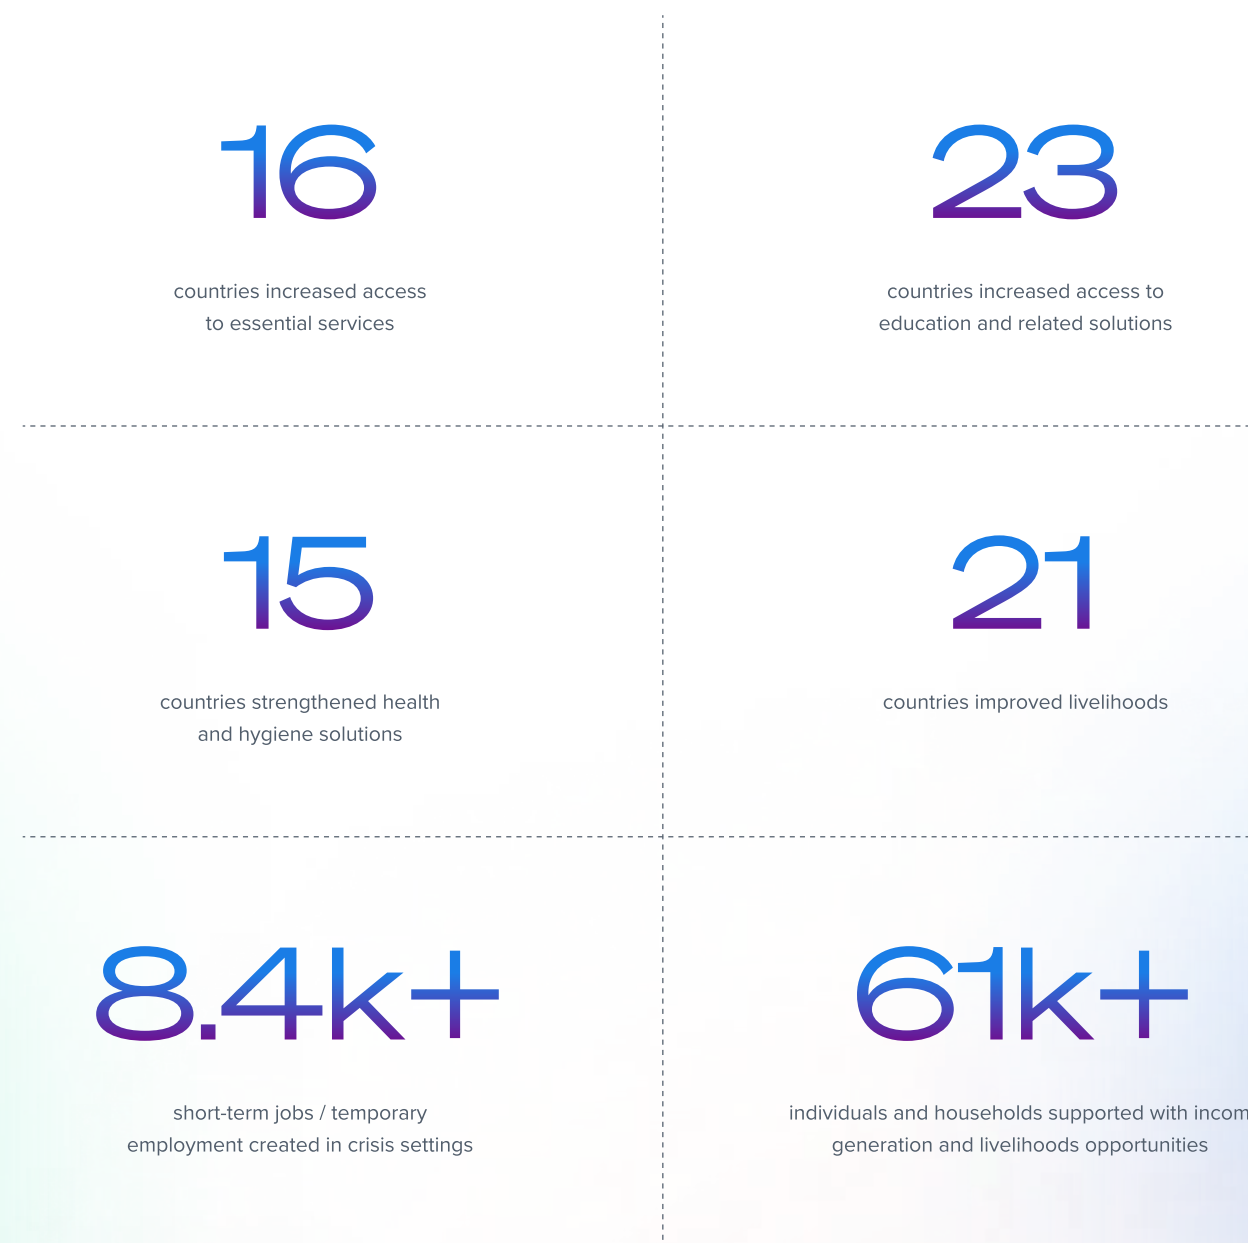 16
countries increased access
to essential services
23
countries increased access to
education and related solutions
15
countries strengthened health
and hygiene solutions
21
countries improved livelihoods
8.4k+
short-term jobs / temporary
employment created in crisis settings
61k+
individuals and households supported with incom
generation and livelihoods opportunities